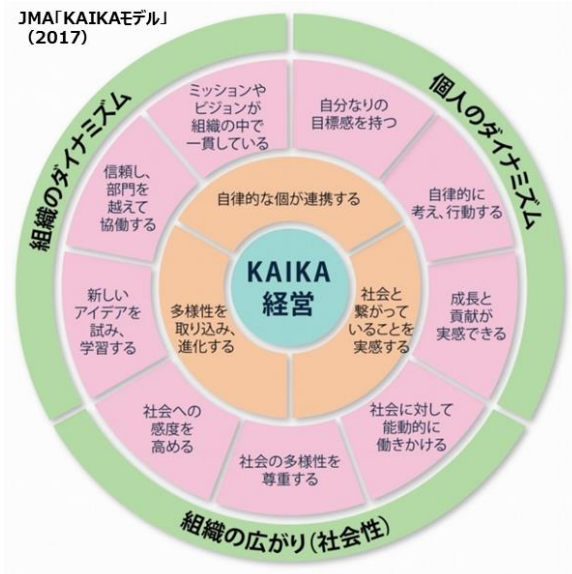 JMA「KAIKAモデル」
（2017）
組織のダイナミズム
個人のダイナミズム
組織の広がり（社会性）
ミッションや
ビジョンが
組織の中で
一貫している
自分なりの
目標感を持つ
自律的に
考え、行動する
成長と
貢献が
実感できる
社会に対して
能動的に
働きかける
社会の多様性を
尊重する
社会への
感度を
高める
新しい
アイデアを
試み、
学習する
信頼し、
部門を
越えて
協働する
自律的な個が連携する
社会と
繋がって
いることを
実感する
多様性を
取り込み、
進化する
KAIKA
経営